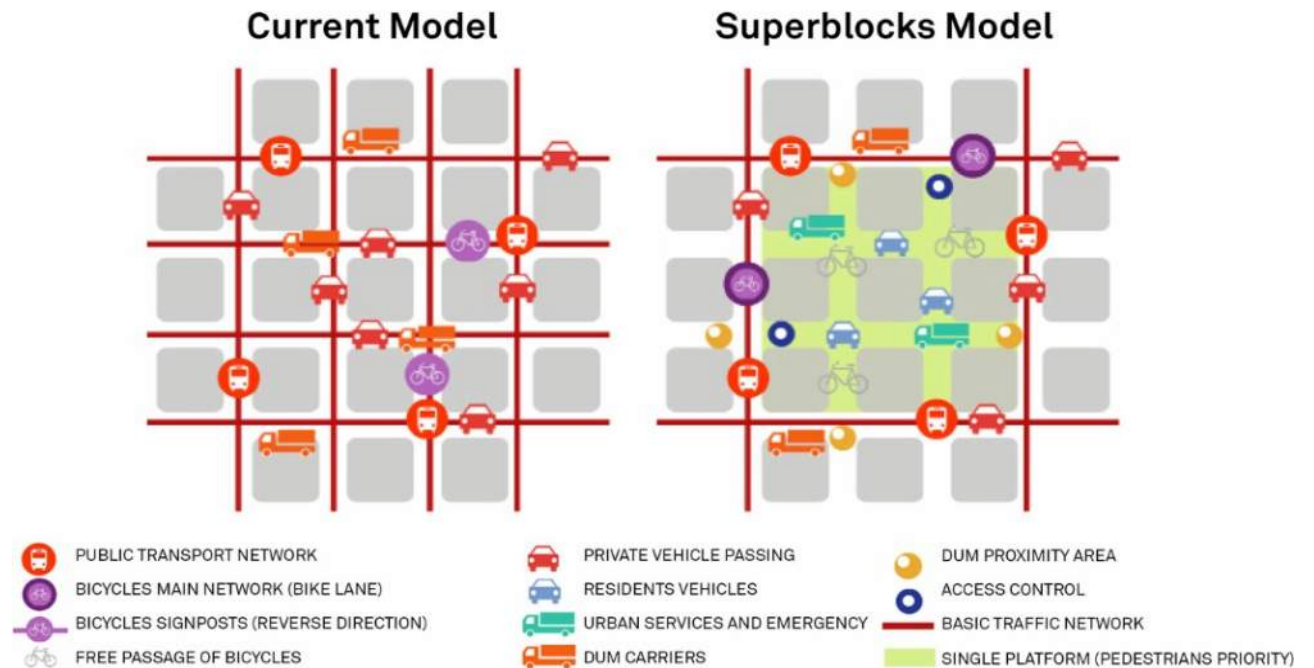 Current Model
Superblocks Model
PUBLIC TRANSPORT NETWORK
BICYCLES MAIN NETWORK (BIKE LANE)
BICYCLES SIGNPOSTS (REVERSE DIRECTION)
FREE PASSAGE OF BICYCLES
PRIVATE VEHICLE PASSING
RESIDENTS VEHICLES
URBAN SERVICES AND EMERGENCY
DUM CARRIERS
DUM PROXIMITY AREA
ACCESS CONTROL
BASIC TRAFFIC NETWORK
SINGLE PLATFORM (PEDESTRIANS PRIORITY)